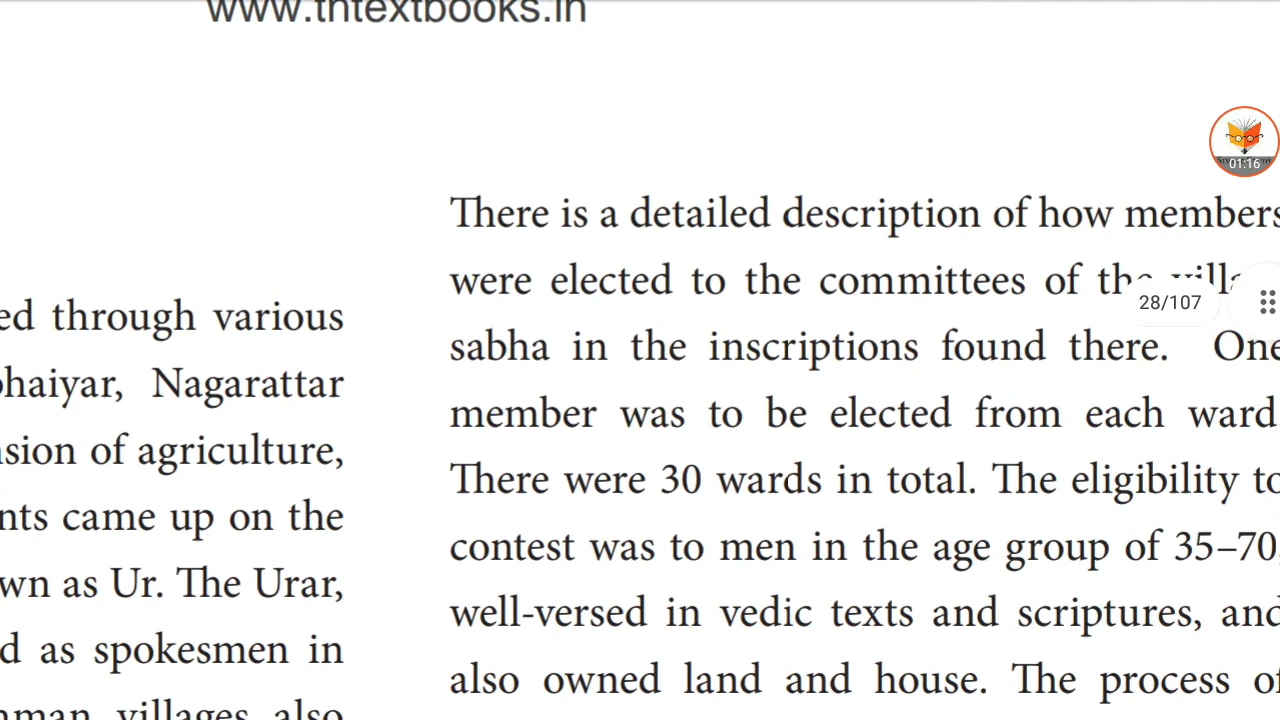 www.tntextbooks.in
ed through various
bhaiyar, Nagarattar
nsion of agriculture,
nts came up on the
wn as Ur. The Urar,
d as spokesmen in
villages also
There is a detailed description of how members
were elected to the committees of the
sabha in the inscriptions found there. One
member was to be elected from each ward
There were 30 wards in total. The eligibility to
contest was to men in the age group of 35–70,
well-versed in vedic texts and scriptures, and
also owned land and house. The process of
01:16
28/107